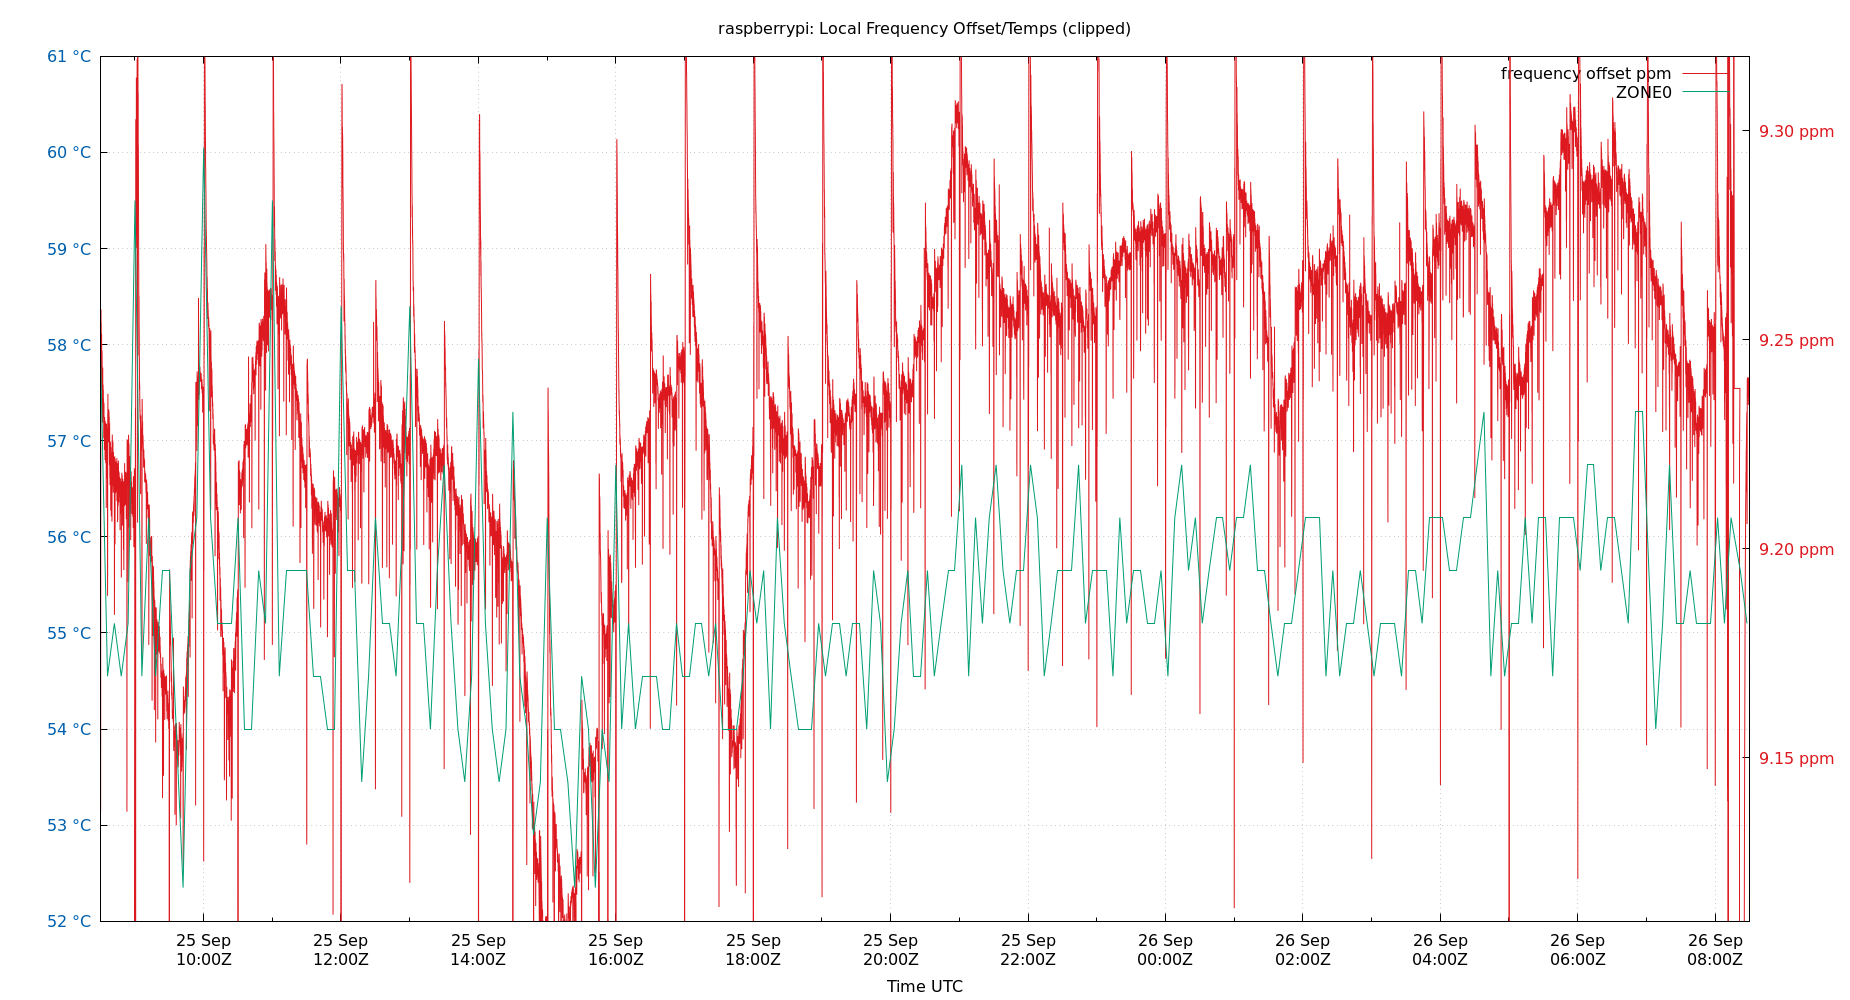 raspberrypi: Local Frequency Offset/Temps (clipped)
61 °C
60 °C
59 °C
58 °C
57 °C
56 °C
55 °C
54 °C
53 °C
52 °C
frequency offset ppm
ZONE0
9.30 ppm
9.25 ppm
9.20 ppm
9.15 ppm
25 Sep
10:00Z
25 Sep
12:00Z
25 Sep
14:00Z
25 Sep
16:00Z
25 Sep
18:00Z
25 Sep
20:00Z
25 Sep
22:00Z
26 Sep
00:00Z
26 Sep
02:00Z
26 Sep
04:00Z
26 Sep
06:00Z
26 Sep
08:00Z
Time UTC